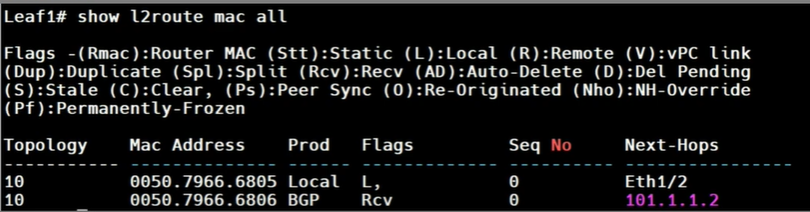 Leaf1# show l2route mac all
Flags -(Rmac):Router MAC (Stt):Static (L):Local (R):Remote (V):vPC link
(Dup):Duplicate (Spl):Split (Rcv):Recv (AD):Auto-Delete (D):Del Pending
(S):Stale (C):Clear, (Ps):Peer Sync (O):Re-Originated (Nho):NH-Override
(Pf):Permanently-Frozen
Topology Mac Address Prod Flags Seq No Next-Hops
----------- -------------- ------ ------------- ---------- ----------------
10 0050.7966.6805 Local L, 0 Eth1/2
10 0050.7966.6806 BGP Rcv 0 101.1.1.2